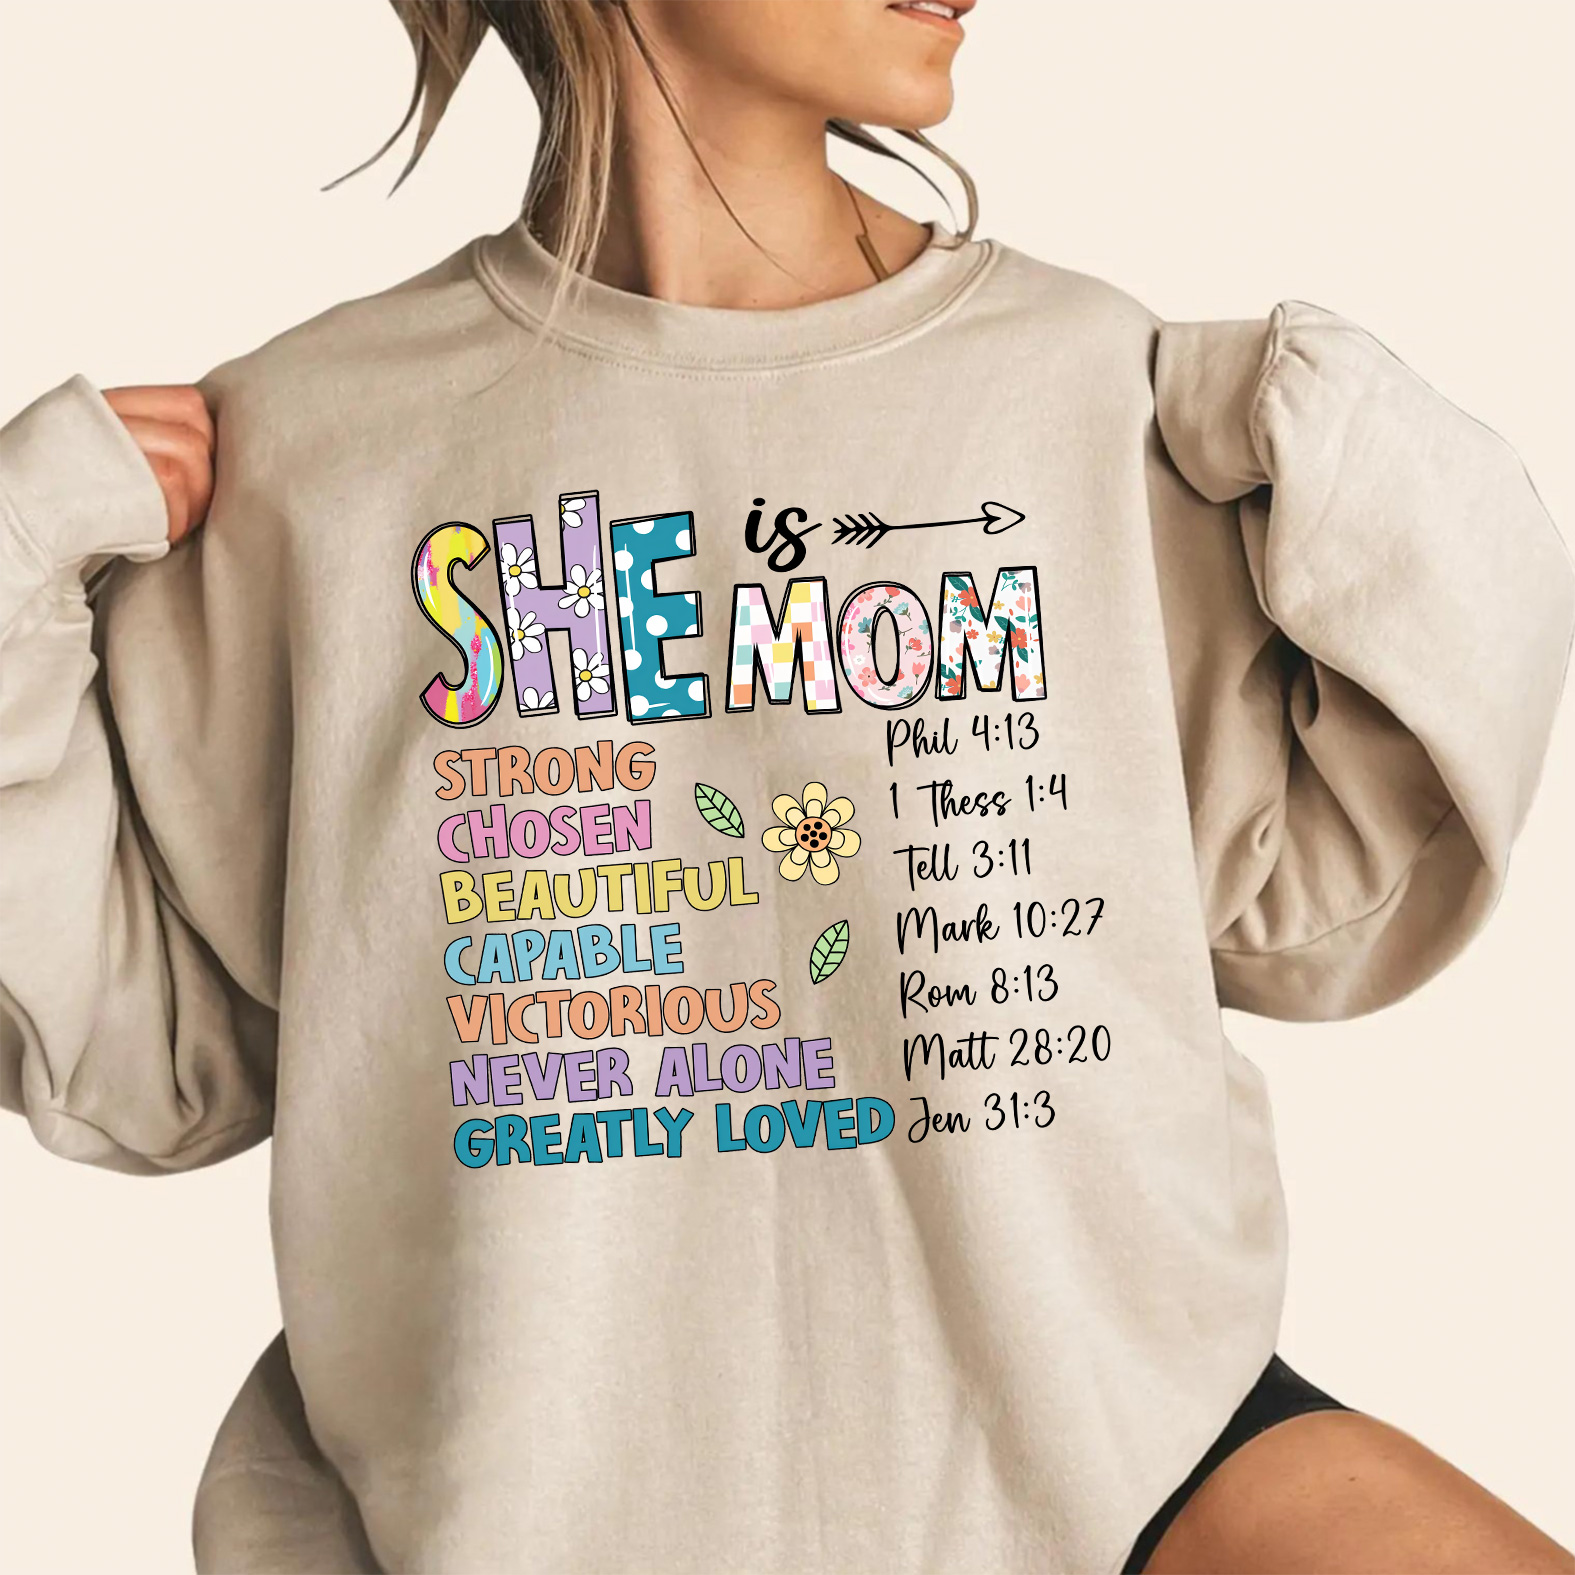 SHE is
MOM
STRONG Phil 4:13
CHOSEN 1 Thess 1:4
BEAUTIFUL Tell 3:11
CAPABLE Mark 10:27
VICTORIOUS Rom 8:13
NEVER ALONE Matt 28:20
GREATLY LOVED Jen 31:3